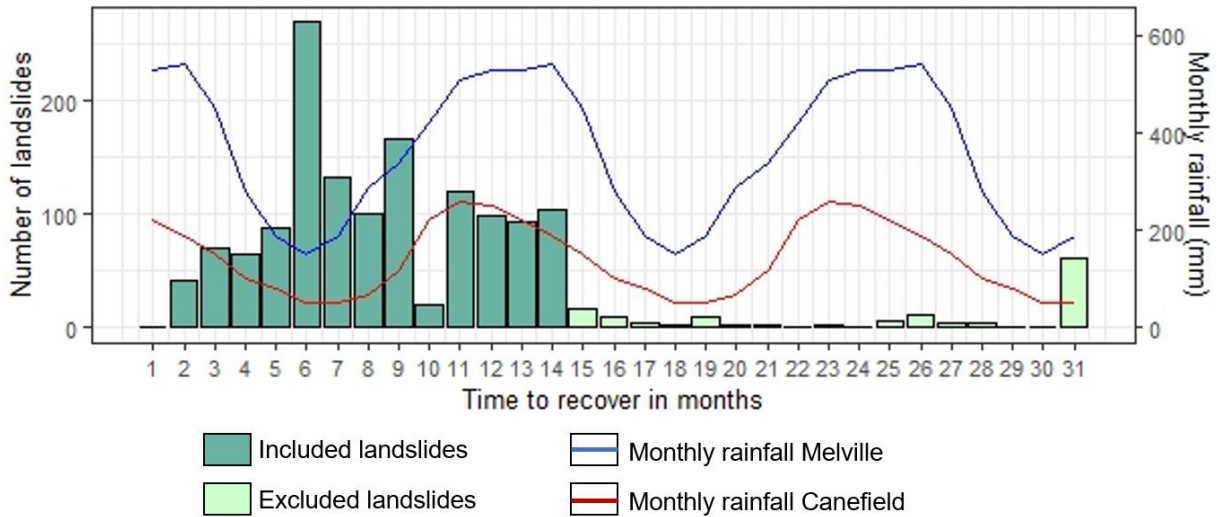 Number of landslides
200
100
0
600
400
200
0
Monthly rainfall (mm)
1 2 3 4 5 6 7 8 9 10 11 12 13 14 15 16 17 18 19 20 21 22 23 24 25 26 27 28 29 30 31
Time to recover in months
Included landslides
Monthly rainfall Melville
Excluded landslides
Monthly rainfall Canefield